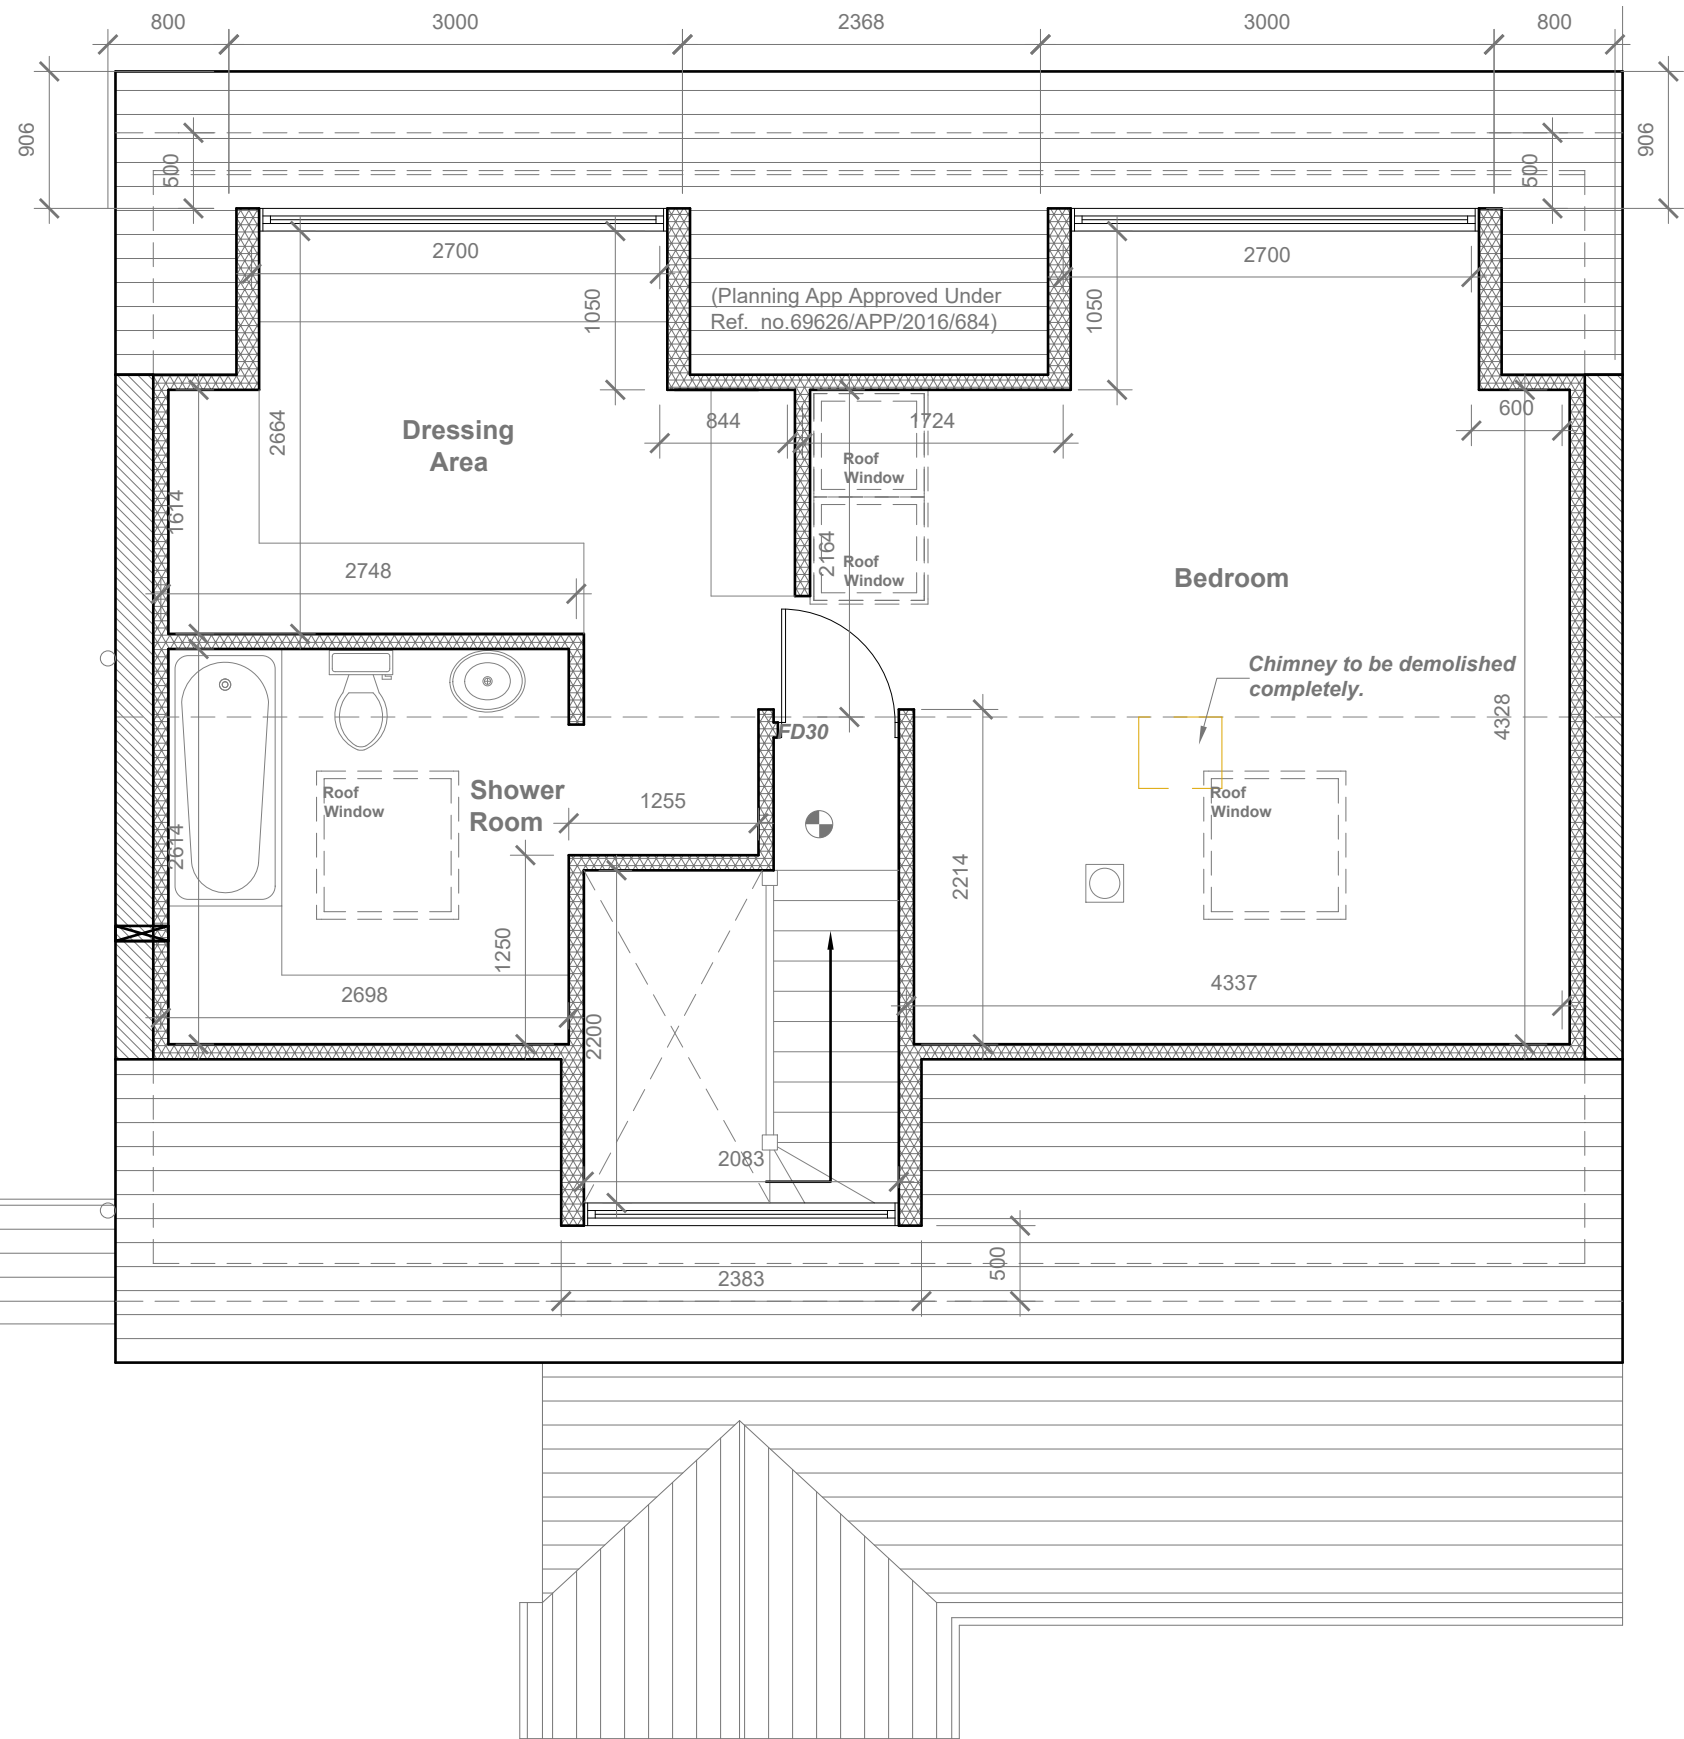 800
3000
2368
3000
800
906
500
500
906
2700
2700
1050
1050
(Planning App Approved Under
Ref. no.69626/APP/2016/684)
2664
Dressing
Area
844
1724
600
Roof
Window
1614
2164
Roof
Window
2748
Bedroom
Chimney to be demolished
completely.
4328
FD30
Shower
Room
Roof
Window
1255
Roof
Window
2614
2214
1250
2698
4337
2200
2083
2383
500